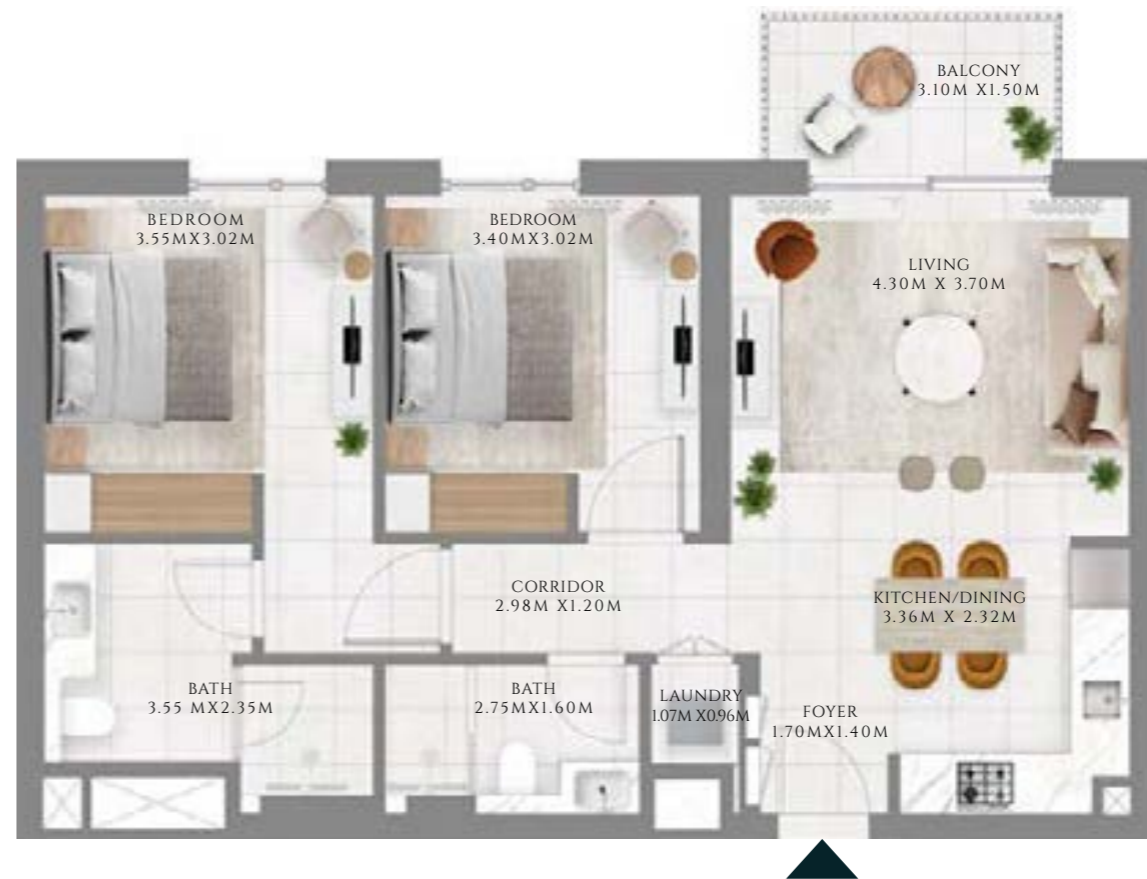 BALCONY
3.10M X1.50M
BEDROOM
3.55MX3.02M
BEDROOM
3.40MX3.02M
LIVING
4.30M X 3.70M
CORRIDOR
2.98M X1.20M
KITCHEN/DINING
3.36M X 2.32M
BATH
3.55 MX2.35M
BATH
2.75MX1.60M
LAUNDRY
1.07M X0.96M
FOYER
1.70MX1.40M